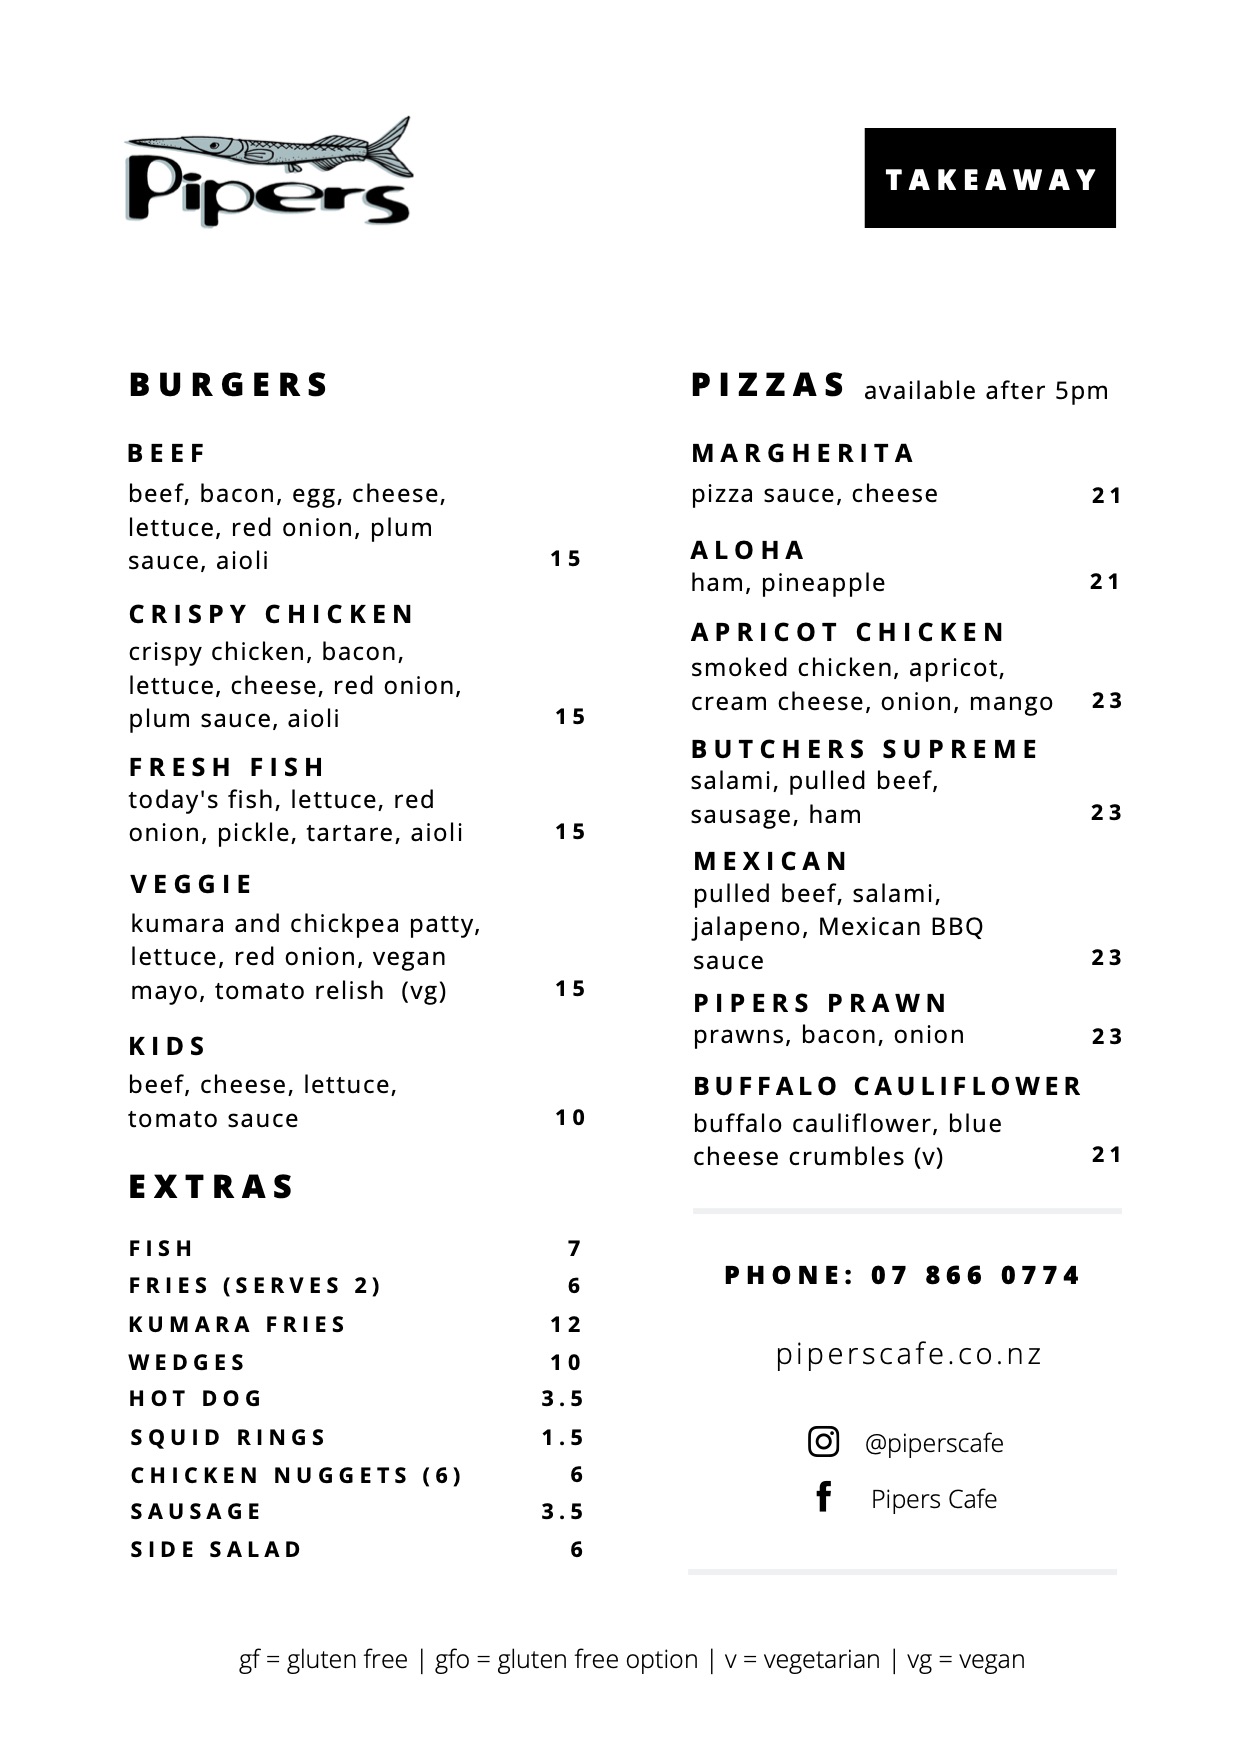 Pipers
TAKEAWAY
BURGERS
BEEF
beef, bacon, egg, cheese,
lettuce, red onion, plum
sauce, aioli 15
CRISPY CHICKEN
crispy chicken, bacon,
lettuce, cheese, red onion,
plum sauce, aioli 15
FRESH FISH
today's fish, lettuce, red
onion, pickle, tartare, aioli 15
VEGGIE
kumara and chickpea patty,
lettuce, red onion, vegan
mayo, tomato relish (vg) 15
KIDS
beef, cheese, lettuce,
tomato sauce 10
EXTRAS
FISH 7
FRIES (SERVES 2) 6
KUMARA FRIES 12
WEDGES 10
HOT DOG 3.5
SQUID RINGS 1.5
CHICKEN NUGGETS (6) 6
SAUSAGE 3.5
SIDE SALAD 6
PIZZAS available after 5pm
MARGHERITA
pizza sauce, cheese 21
ALOHA
ham, pineapple 21
APRICOT CHICKEN
smoked chicken, apricot,
cream cheese, onion, mango 23
BUTCHERS SUPREME
salami, pulled beef,
sausage, ham 23
MEXICAN
pulled beef, salami,
jalapeno, Mexican BBQ
sauce 23
PIPERS PRAWN
prawns, bacon, onion 23
BUFFALO CAULIFLOWER
buffalo cauliflower, blue
cheese crumbles (v) 21
PHONE: 07 866 0774
piperscafe.co.nz
@piperscafe
Pipers Cafe
gf = gluten free | gfo = gluten free option | v = vegetarian | vg = vegan